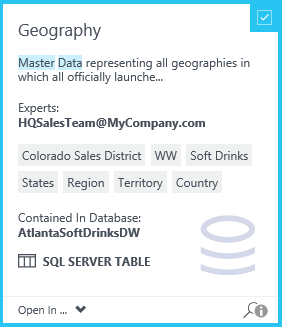 Geography
Master Data representing all geographies in
which all officially launche...
Experts:
HQSalesTeam@MyCompany.com
Colorado Sales District WW Soft Drinks
States Region Territory Country
Contained In Database:
AtlantaSoftDrinksDW
SQL SERVER TABLE
Open In ...